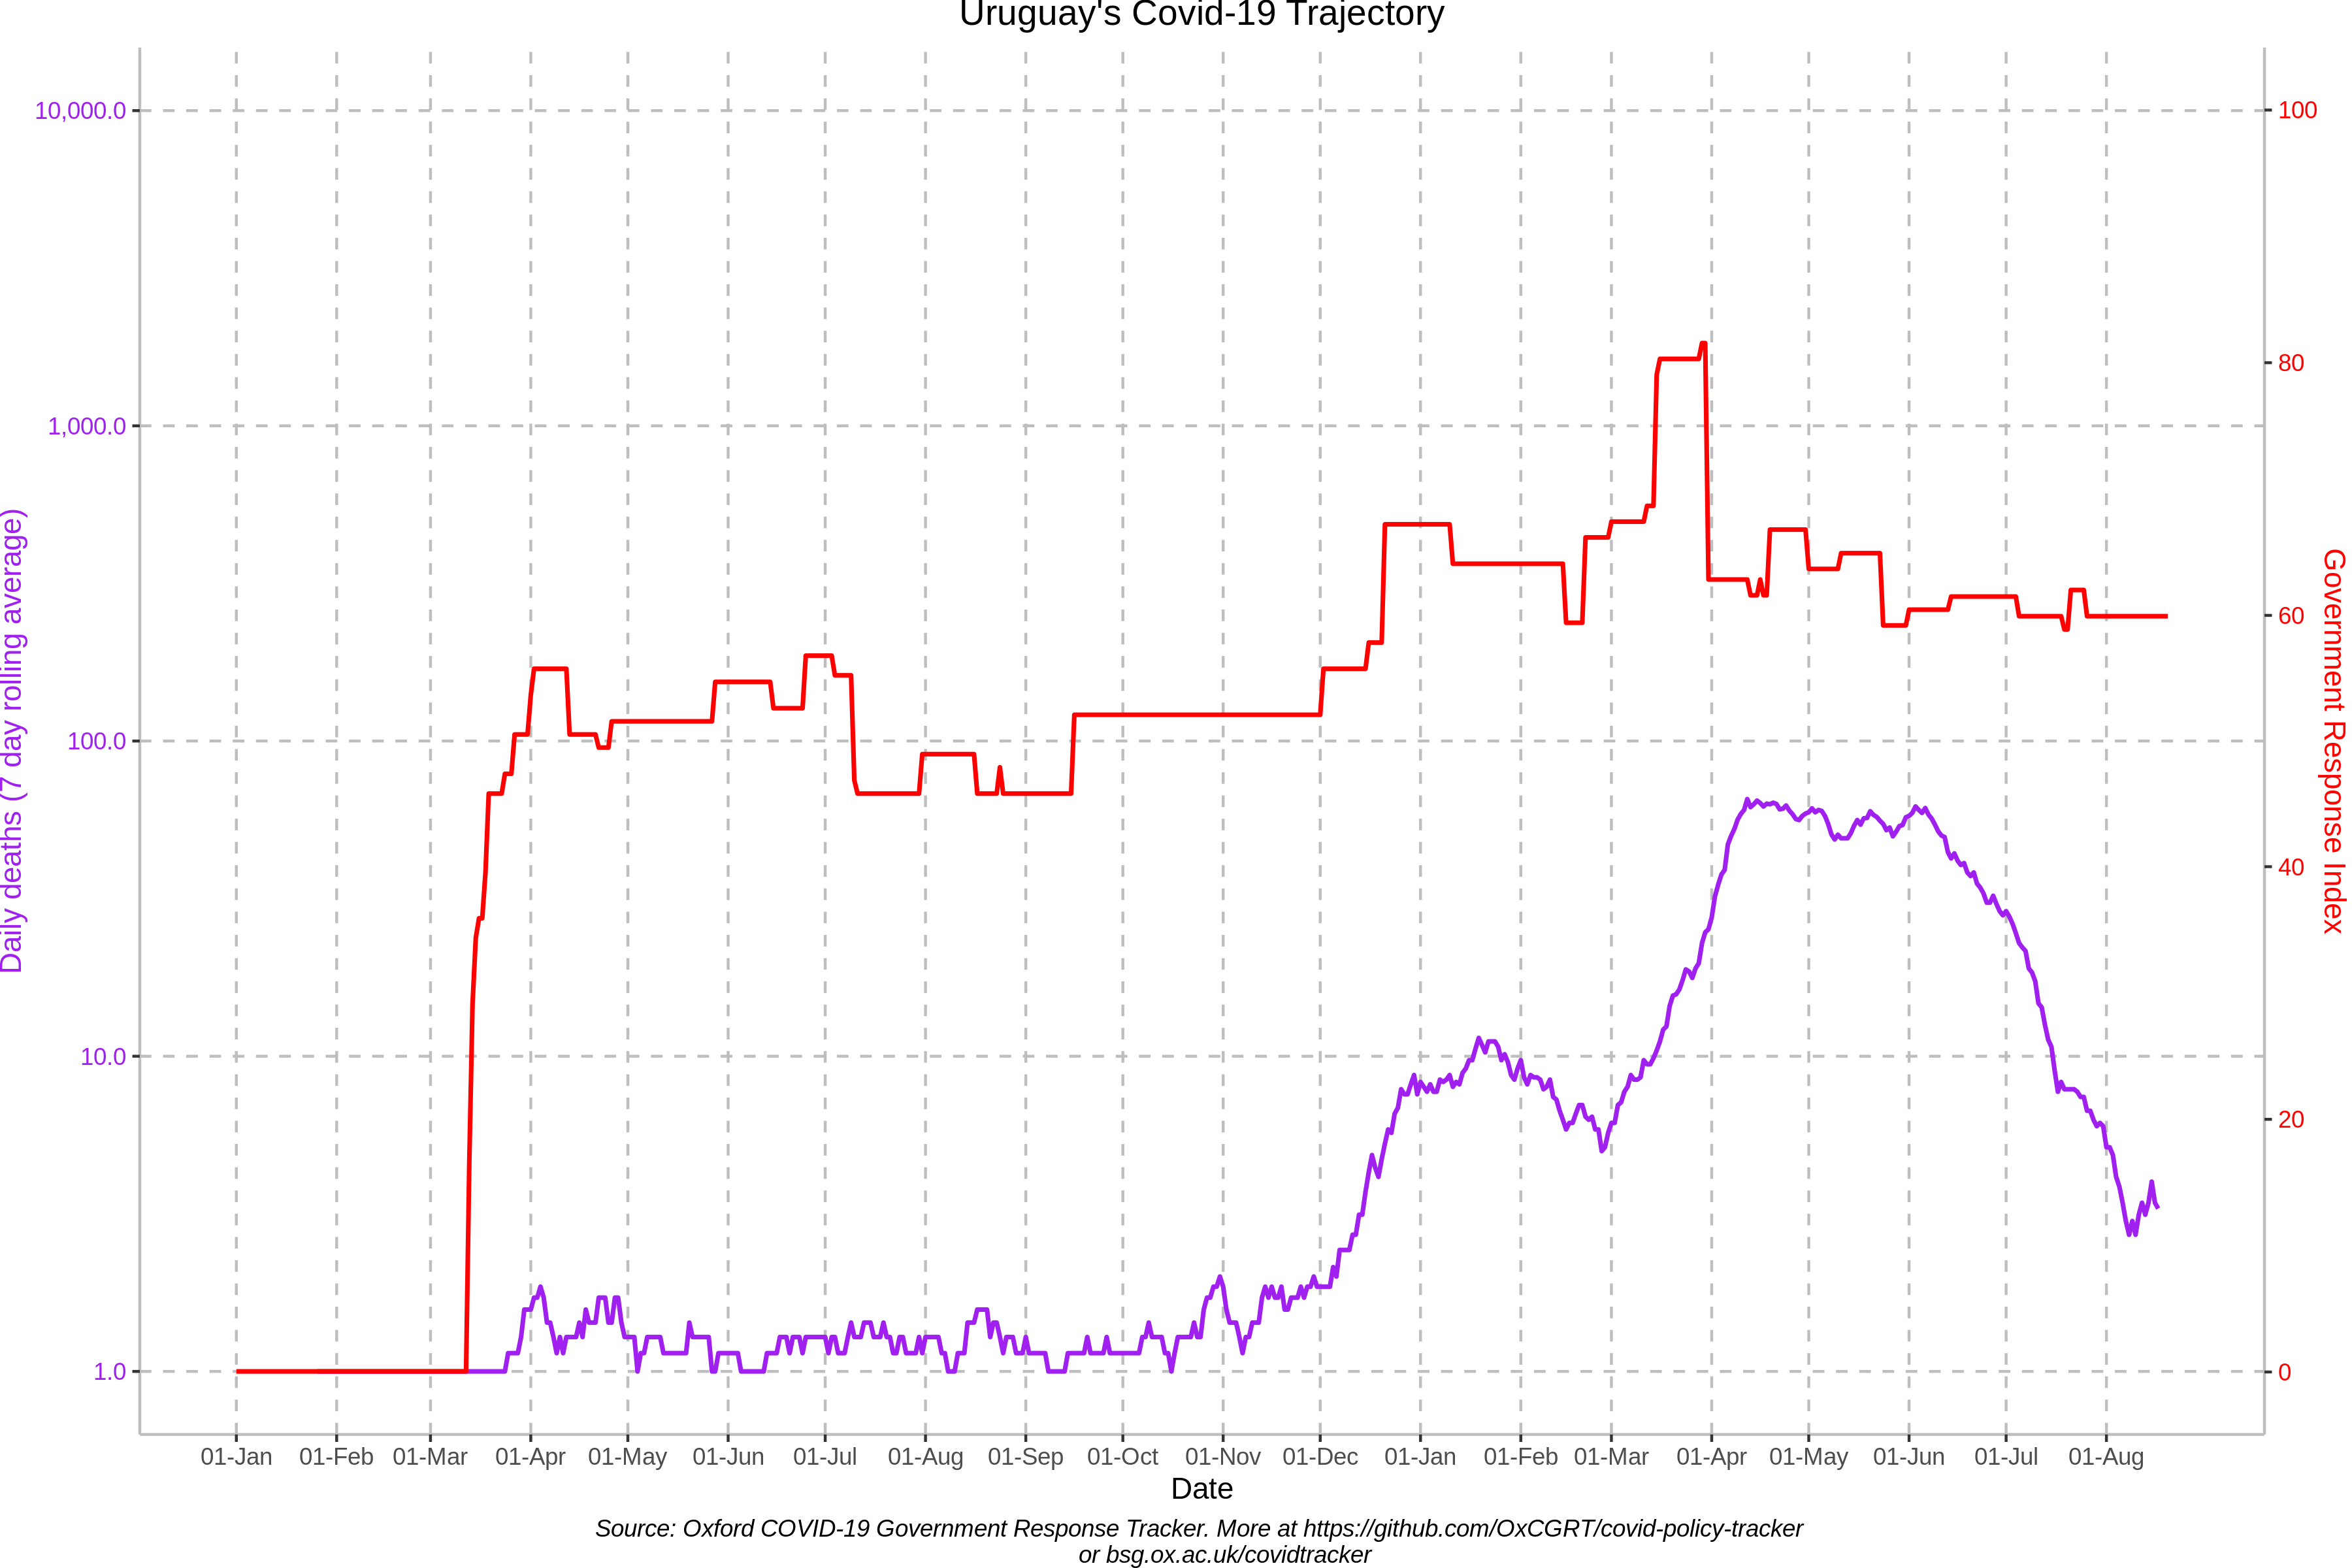 Uruguay's Covid-19 Trajectory
10,000.0
1,000.0
100.0
10.0
1.0
Daily deaths (7 day rolling average)
100
80
60
40
20
0
Government Response Index
01-Jan 01-Feb 01-Mar 01-Apr 01-May 01-Jun 01-Jul 01-Aug 01-Sep 01-Oct 01-Nov 01-Dec 01-Jan 01-Feb 01-Mar 01-Apr 01-May 01-Jun 01-Jul 01-Aug
Date
Source: Oxford COVID-19 Government Response Tracker. More at https://github.com/OxCGRT/covid-policy-tracker
or bsg.ox.ac.uk/covidtracker